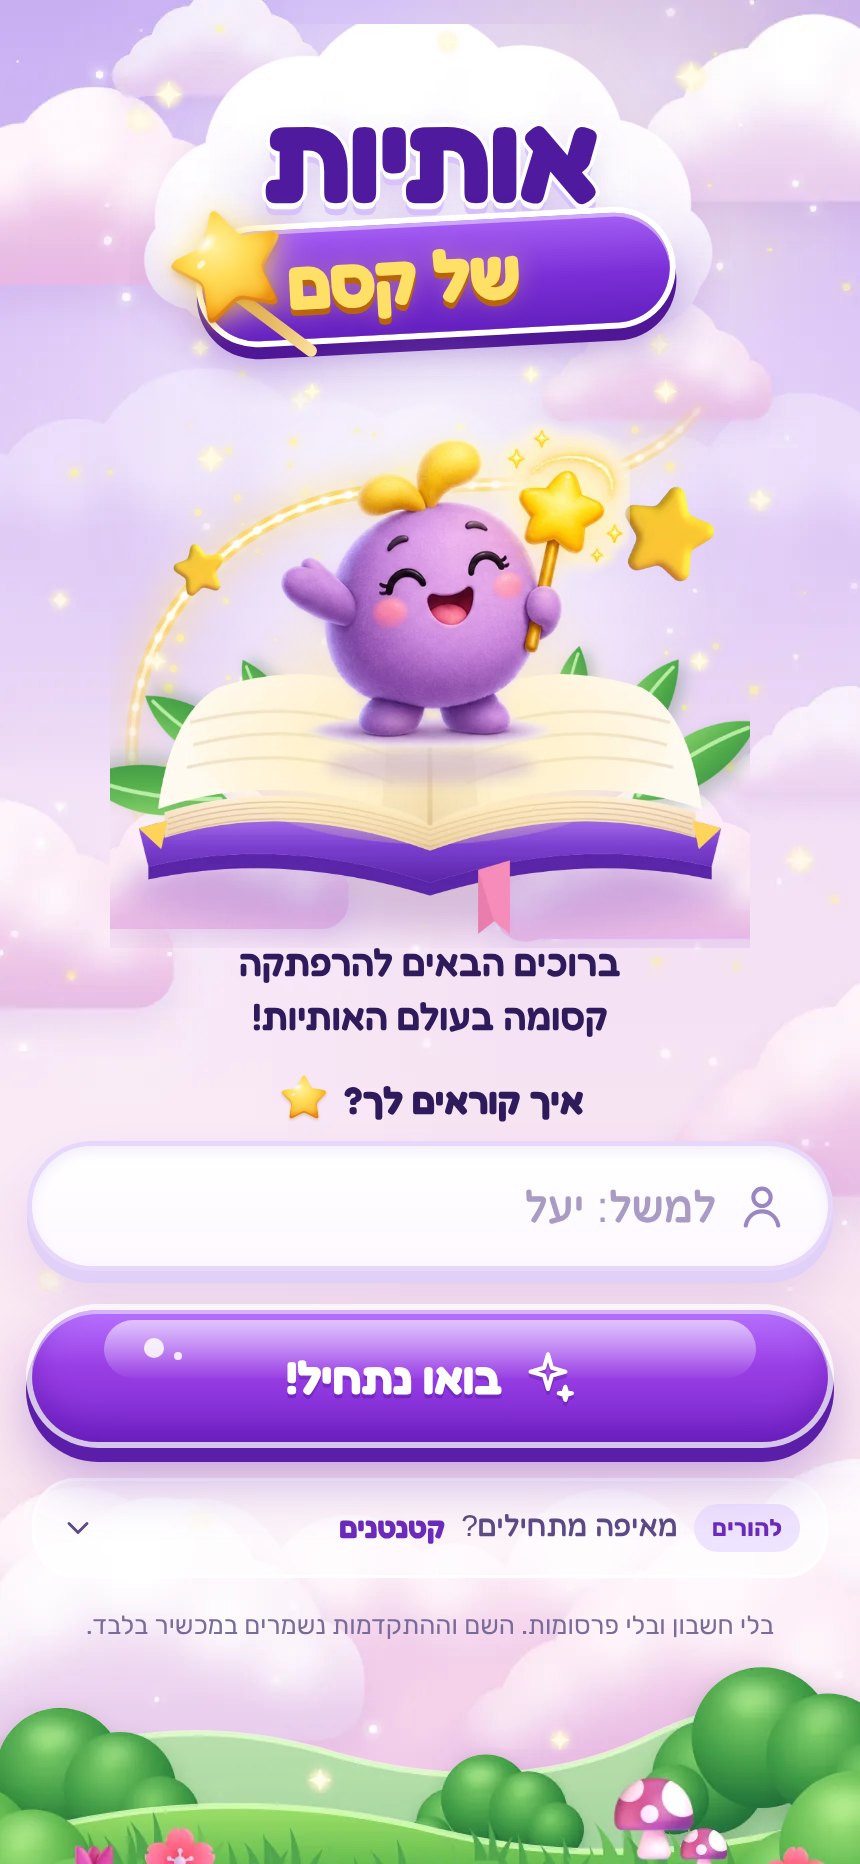 אותיות
של קסם
ברוכים הבאים להרפתקה
קסומה בעולם האותיות!
איך קוראים לך?
למשל: יעל
בואו נתחיל!
להורים מאיפה מתחילים? קטנטנים
בלי חשבון ובלי פרסומות. השם וההתקדמות נשמרים במכשיר בלבד.